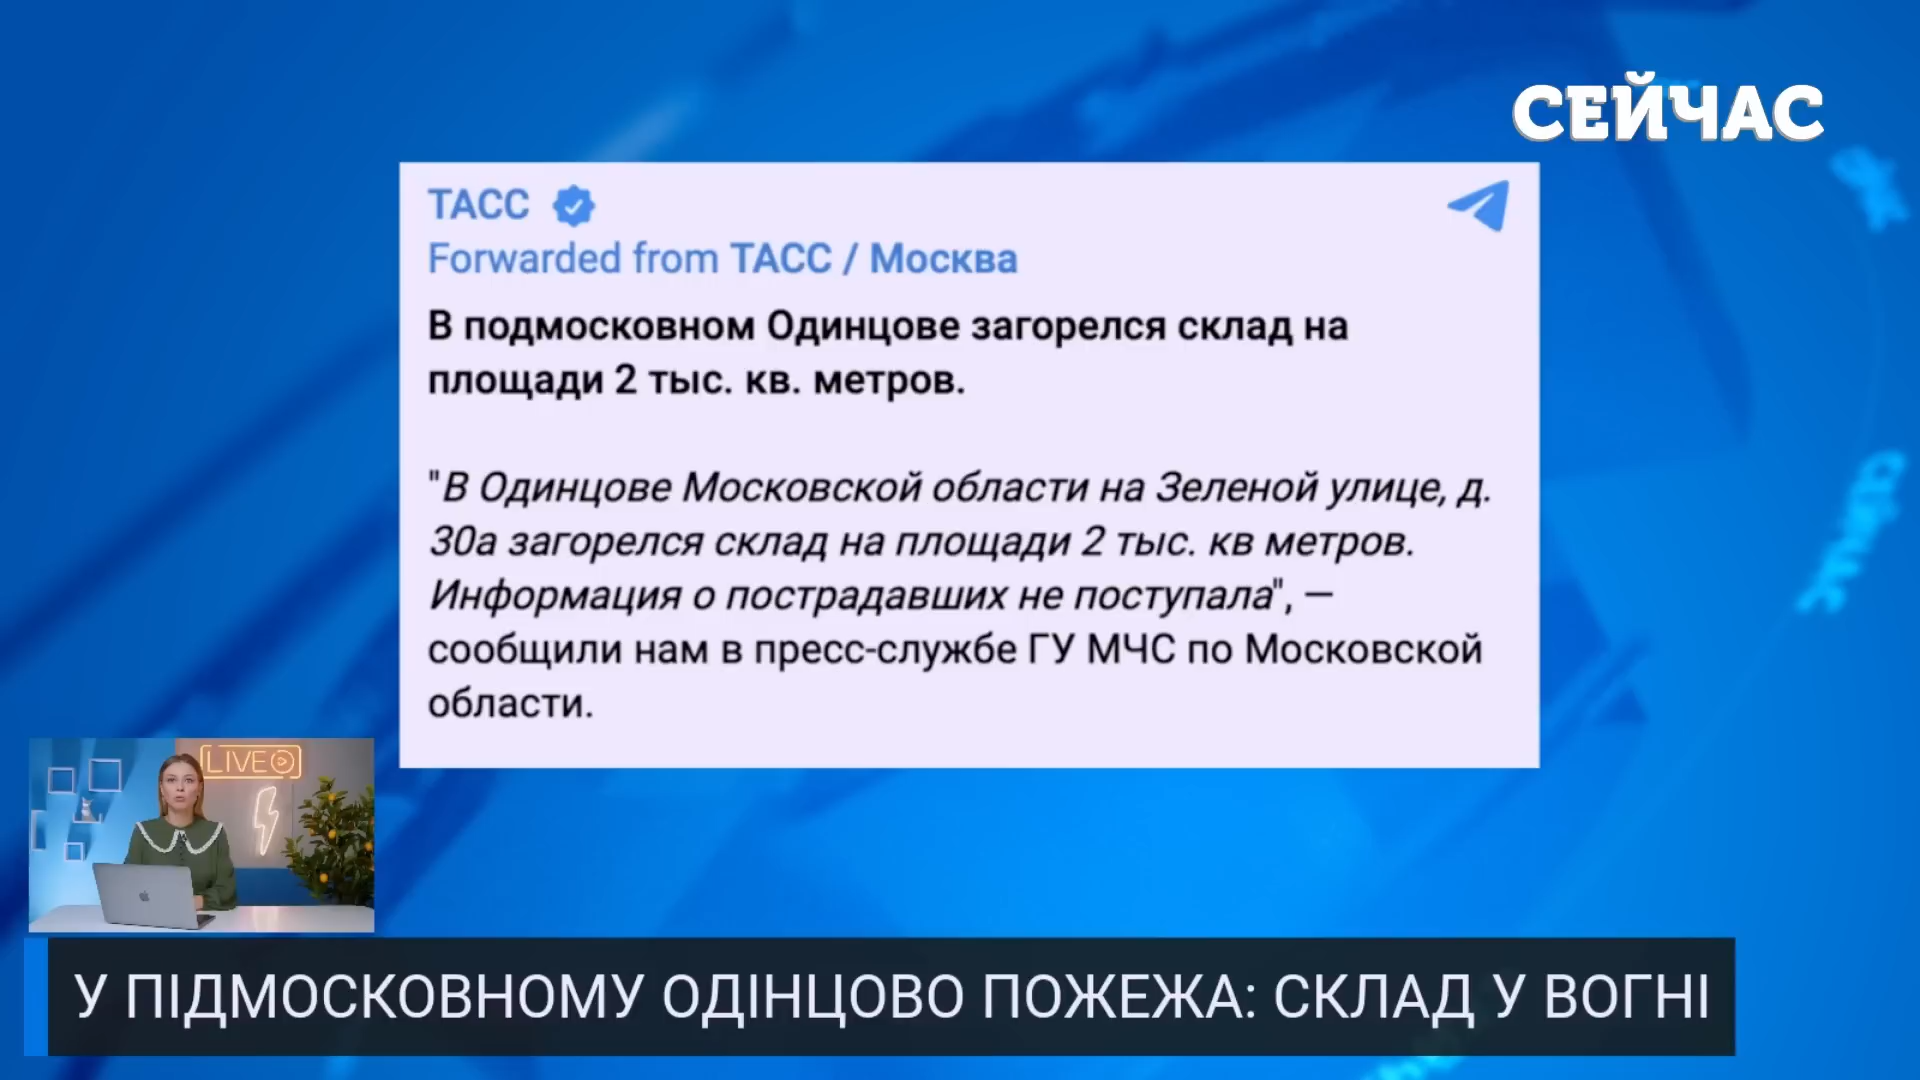 СЕЙЧАС
ТАСС
Forwarded from ТАСС / Москва
В подмосковном Одинцове загорелся склад на
площади 2 тыс. кв. метров.
"В Одинцове Московской области на Зеленой улице, д.
30а загорелся склад на площади 2 тыс. кв метров.
Информация о пострадавших не поступала", —
сообщили нам в пресс-службе ГУ МЧС по Московской
области.
LIVE
У ПІДМОСКОВНОМУ ОДІНЦОВО ПОЖЕЖА: СКЛАД У ВОГНІ